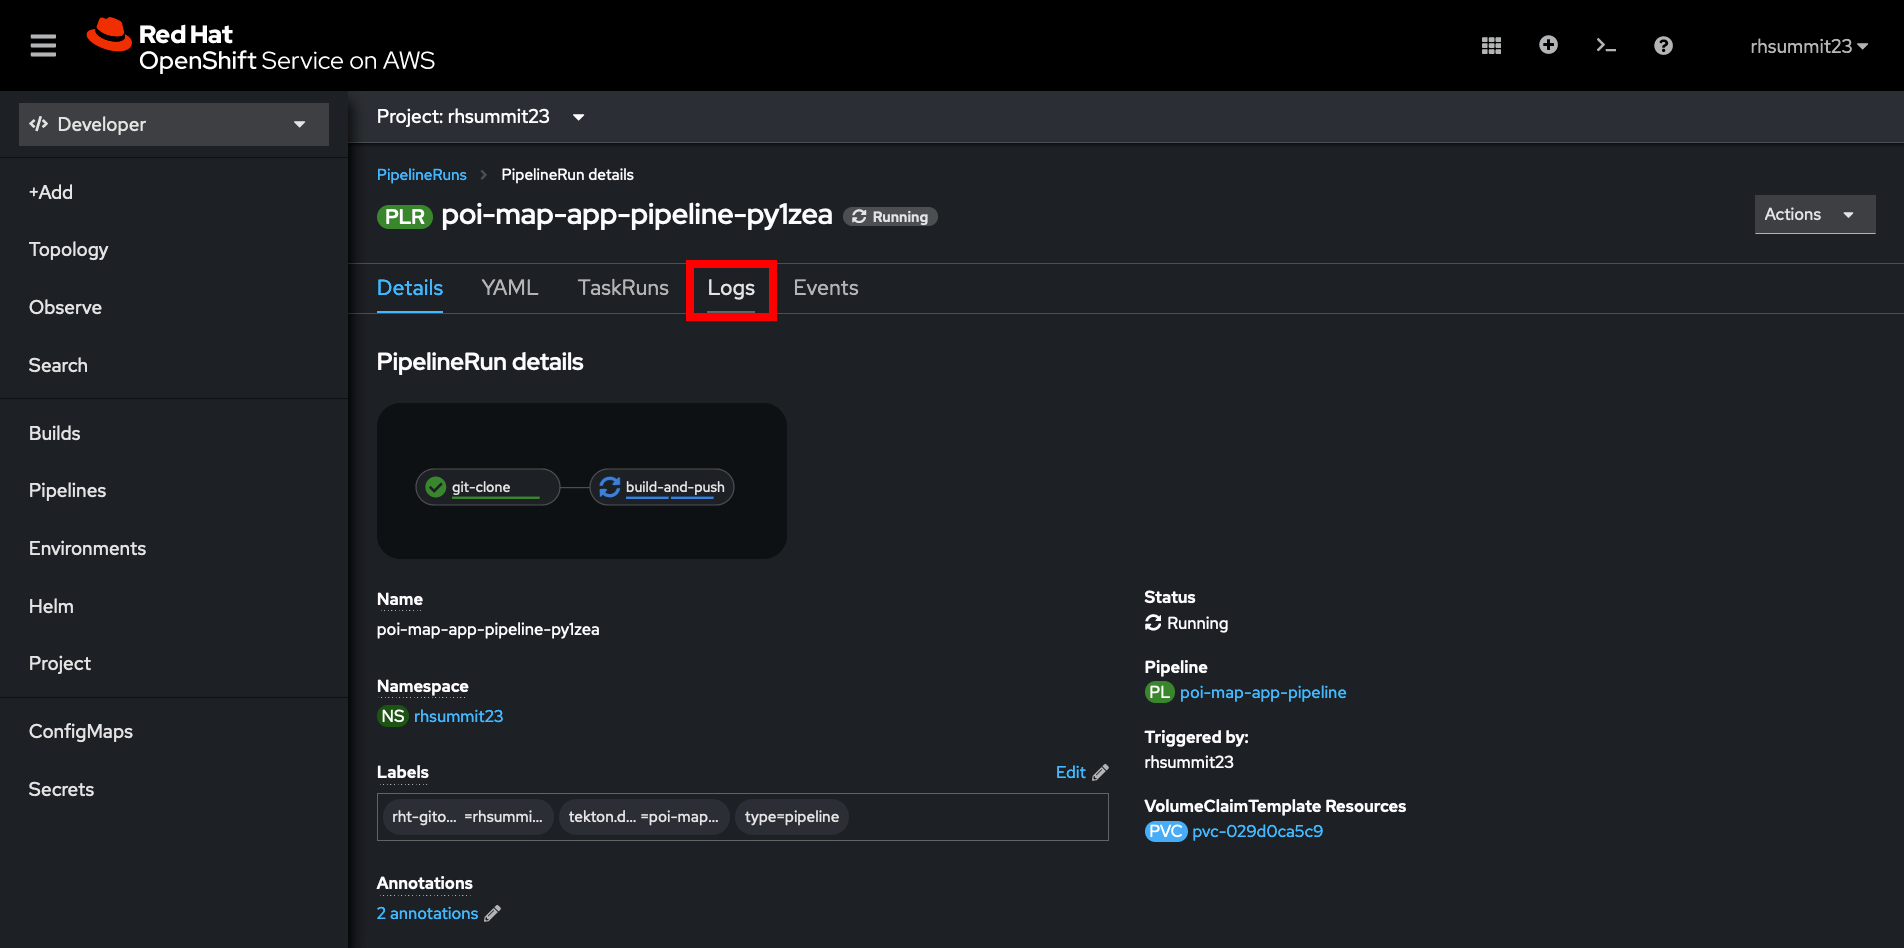 Red Hat
OpenShift Service on AWS
rhsummit23
Developer
Project: rhsummit23
+Add
Topology
Observe
Search
Builds
Pipelines
Environments
Helm
Project
ConfigMaps
Secrets
PipelineRuns > PipelineRun details
PLR poi-map-app-pipeline-py1zea Running
Actions
Details YAML TaskRuns Logs Events
PipelineRun details
git-clone build-and-push
Name
poi-map-app-pipeline-py1zea
Namespace
NS rhsummit23
Labels Edit
rht-gito... =rhsummi... tekton.d... =poi-map... type=pipeline
Annotations
2 annotations
Status
Running
Pipeline
PL poi-map-app-pipeline
Triggered by:
rhsummit23
VolumeClaimTemplate Resources
PVC pvc-029d0ca5c9